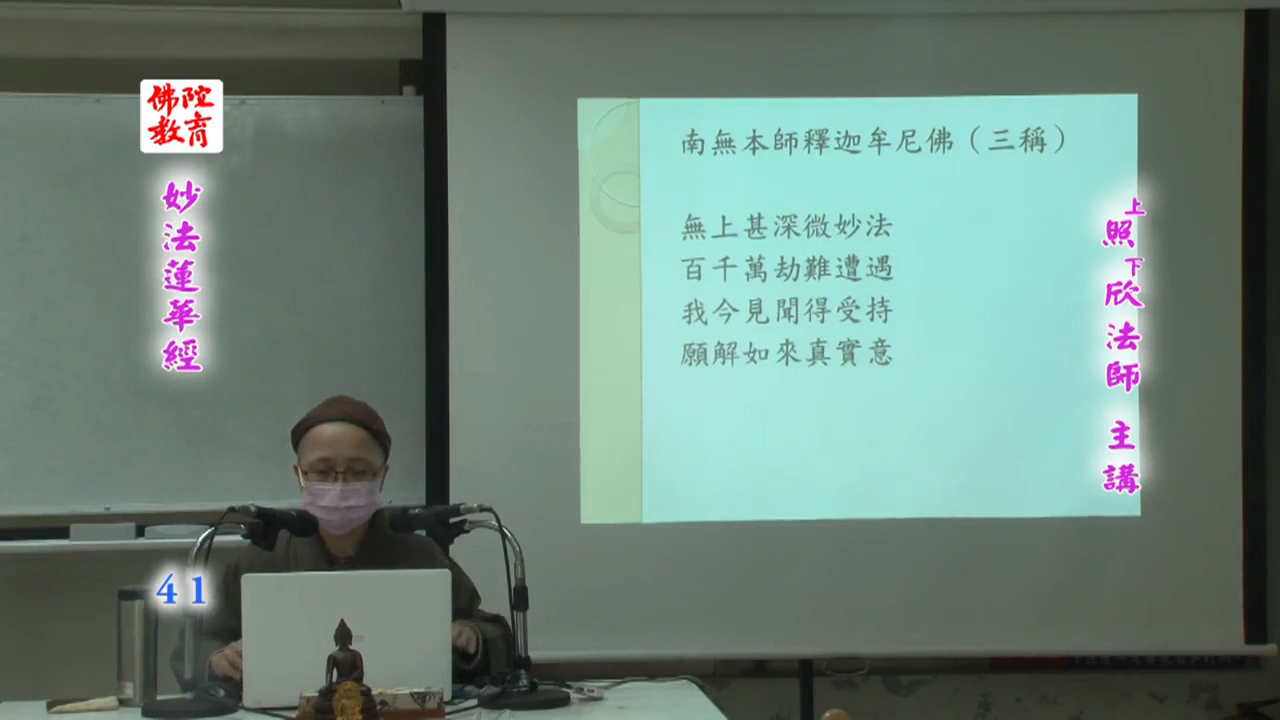 佛陀
教育
妙法蓮華經
41
南無本師釋迦牟尼佛（三稱）
無上甚深微妙法
百千萬劫難遭遇
我今見聞得受持
願解如來真實意
上照下欣法師 主講